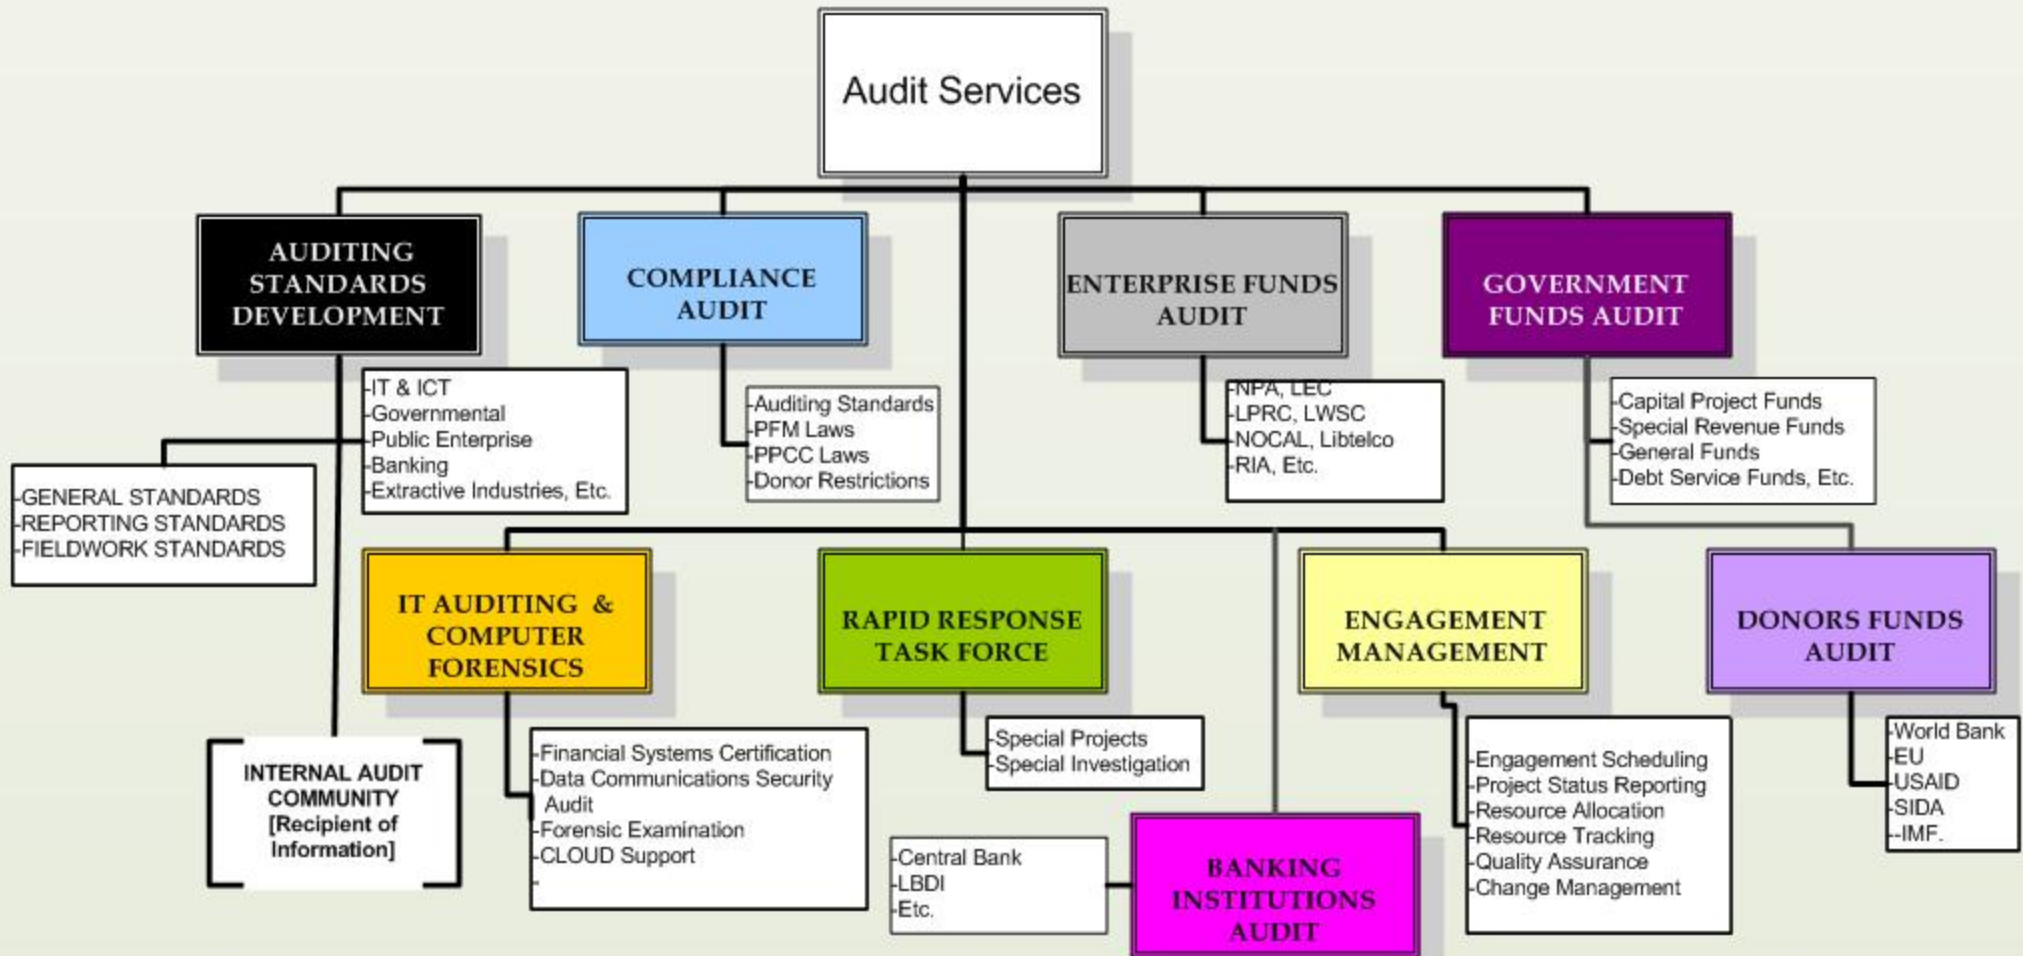 Audit Services
AUDITING
STANDARDS
DEVELOPMENT
COMPLIANCE
AUDIT
ENTERPRISE FUNDS
AUDIT
GOVERNMENT
FUNDS AUDIT
-IT & ICT
-Governmental
-Public Enterprise
-Banking
-Extractive Industries, Etc.
-Auditing Standards
-PFM Laws
-PPCC Laws
-Donor Restrictions
-NPA, LEC
-LPRC, LWSC
-NOCAL, Libtelco
-RIA, Etc.
-Capital Project Funds
-Special Revenue Funds
-General Funds
-Debt Service Funds, Etc.
-GENERAL STANDARDS
-REPORTING STANDARDS
-FIELDWORK STANDARDS
IT AUDITING &
COMPUTER
FORENSICS
RAPID RESPONSE
TASK FORCE
ENGAGEMENT
MANAGEMENT
DONORS FUNDS
AUDIT
INTERNAL AUDIT
COMMUNITY
[Recipient of
Information]
-Financial Systems Certification
-Data Communications Security
Audit
-Forensic Examination
-CLOUD Support
-
-Special Projects
-Special Investigation
-Engagement Scheduling
-Project Status Reporting
-Resource Allocation
-Resource Tracking
-Quality Assurance
-Change Management
-World Bank
-EU
-USAID
-SIDA
--IMF.
-Central Bank
-LBDI
-Etc.
BANKING
INSTITUTIONS
AUDIT